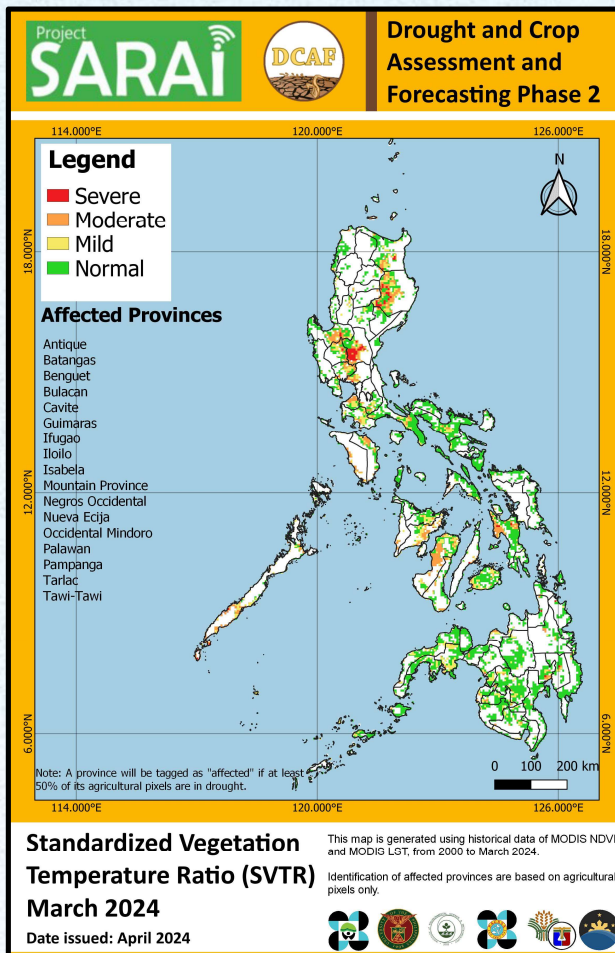 Project
SARAi
DCAF
Drought and Crop
Assessment and
Forecasting Phase 2
114.000°E
120.000°E
126.000°E
Legend
Severe
Moderate
Mild
Normal
N
18.000°N
18.000°N
Affected Provinces
Antique
Batangas
Benguet
Bulacan
Cavite
Guimaras
Ifugao
Iloilo
Isabela
Mountain Province
Negros Occidental
Nueva Ecija
Occidental Mindoro
Palawan
Pampanga
Tarlac
Tawi-Tawi
12.000°N
12.000°N
6.000°N
6.000°N
0 100 200 km
Note: A province will be tagged as "affected" if at least
50% of its agricultural pixels are in drought.
114.000°E
120.000°E
126.000°E
Standardized Vegetation
Temperature Ratio (SVTR)
March 2024
Date issued: April 2024
This map is generated using historical data of MODIS NDVI
and MODIS LST, from 2000 to March 2024.
Identification of affected provinces are based on agricultural
pixels only.